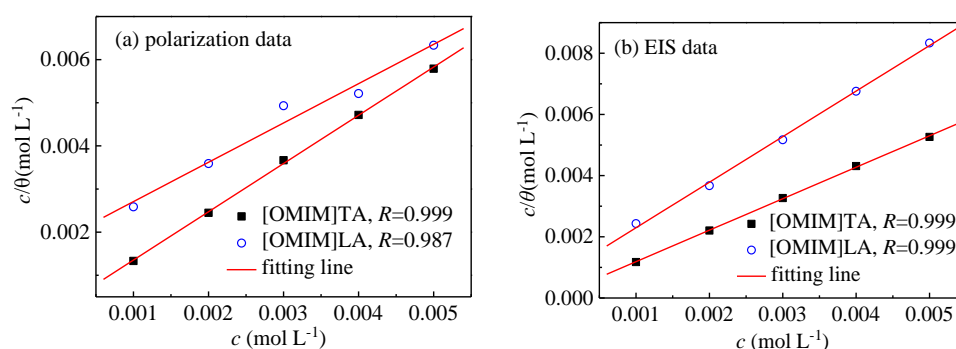 (a) polarization data
c/θ(mol L⁻¹)
0.006
0.004
0.002
[OMIM]TA, R=0.999
[OMIM]LA, R=0.987
fitting line
0.001 0.002 0.003 0.004 0.005
c (mol L⁻¹)
(b) EIS data
c/θ(mol L⁻¹)
0.008
0.006
0.004
0.002
0.000
[OMIM]TA, R=0.999
[OMIM]LA, R=0.999
fitting line
0.001 0.002 0.003 0.004 0.005
c (mol L⁻¹)